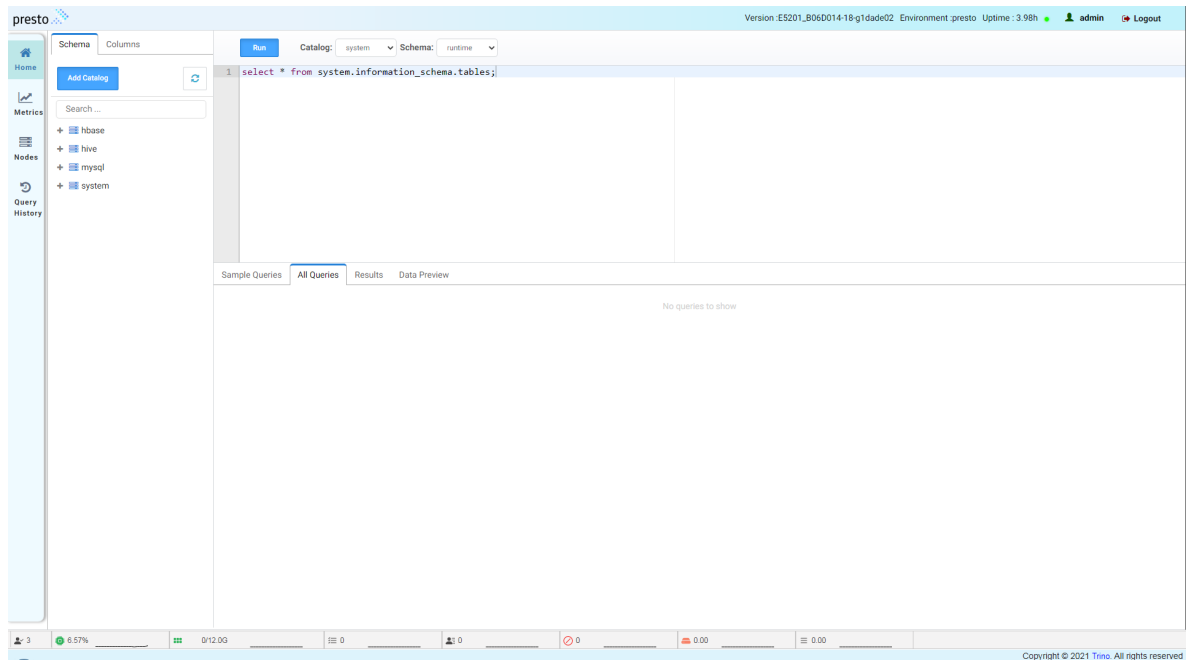 presto
Version :E5201_B06D014-18-g1dade02 Environment :presto Uptime : 3.98h admin Logout
Home
Metrics
Nodes
Query
History
Schema Columns
Add Catalog
Search ...
hbase
hive
mysql
system
Run Catalog: system Schema: runtime
1 select * from system.information_schema.tables;
Sample Queries All Queries Results Data Preview
No queries to show
3 6.57% 0/12.0G 0 0 0 0.00 0.00
Copyright © 2021 Trino. All rights reserved